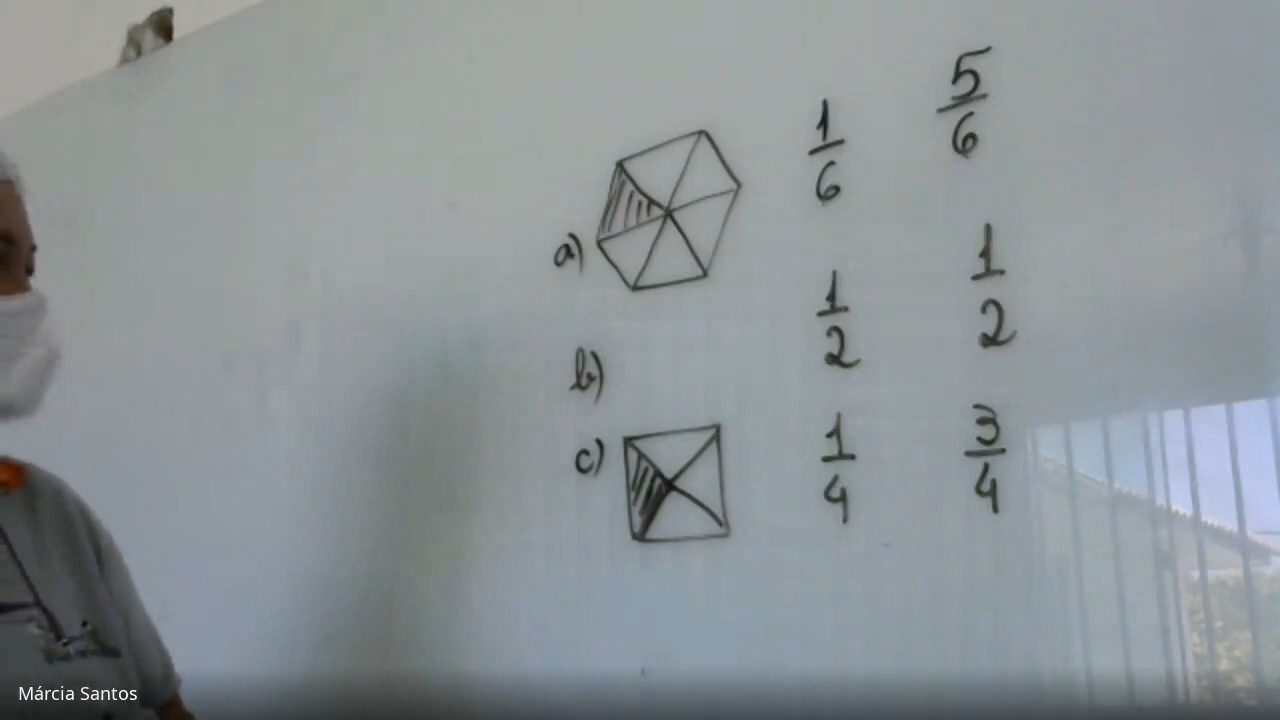 a) 1/6 5/6
b) 1/2 1/2
c) 1/4 3/4
Márcia Santos